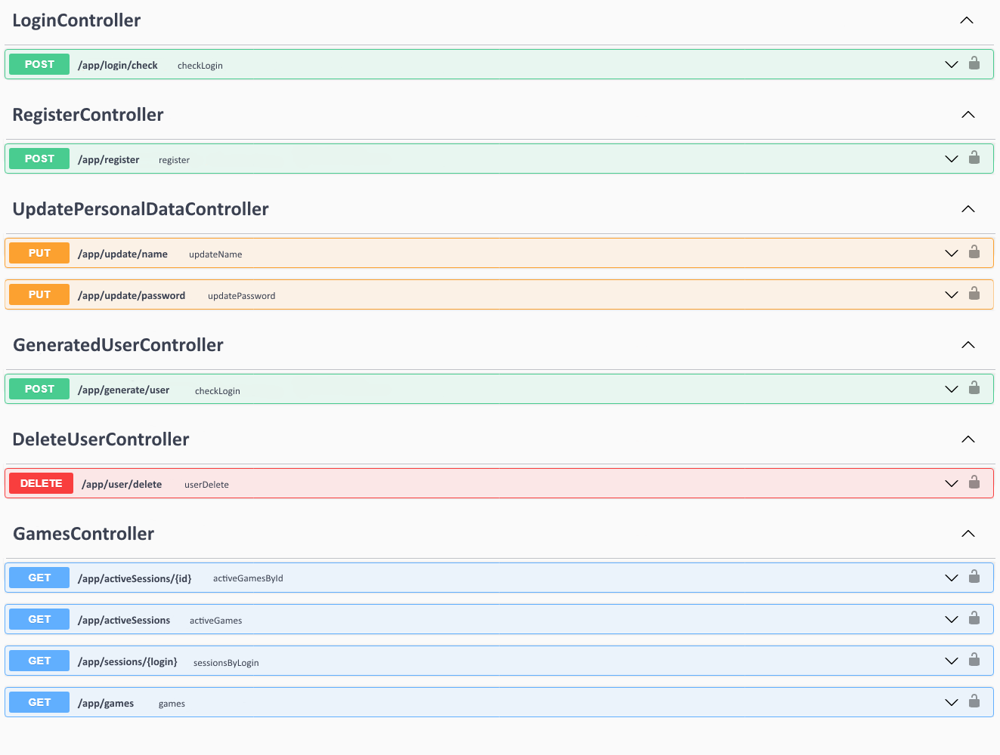 LoginController
POST /app/login/check checkLogin
RegisterController
POST /app/register register
UpdatePersonalDataController
PUT /app/update/name updateName
PUT /app/update/password updatePassword
GeneratedUserController
POST /app/generate/user checkLogin
DeleteUserController
DELETE /app/user/delete userDelete
GamesController
GET /app/activeSessions/{id} activeGamesById
GET /app/activeSessions activeGames
GET /app/sessions/{login} sessionsByLogin
GET /app/games games